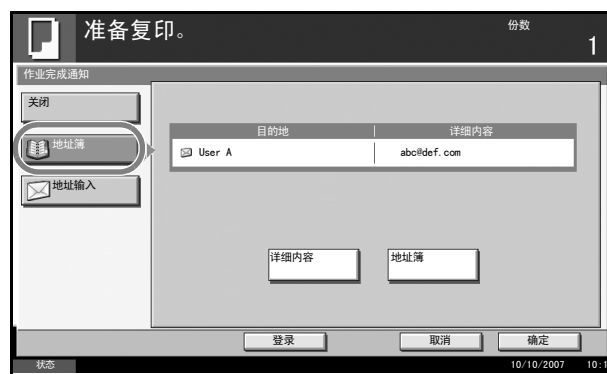 准备复印。
份数
1
作业完成通知
关闭
地址簿
地址输入
目的地 详细内容
User A abc@def.com
详细内容
地址簿
登录
取消
确定
状态
10/10/2007 10:1